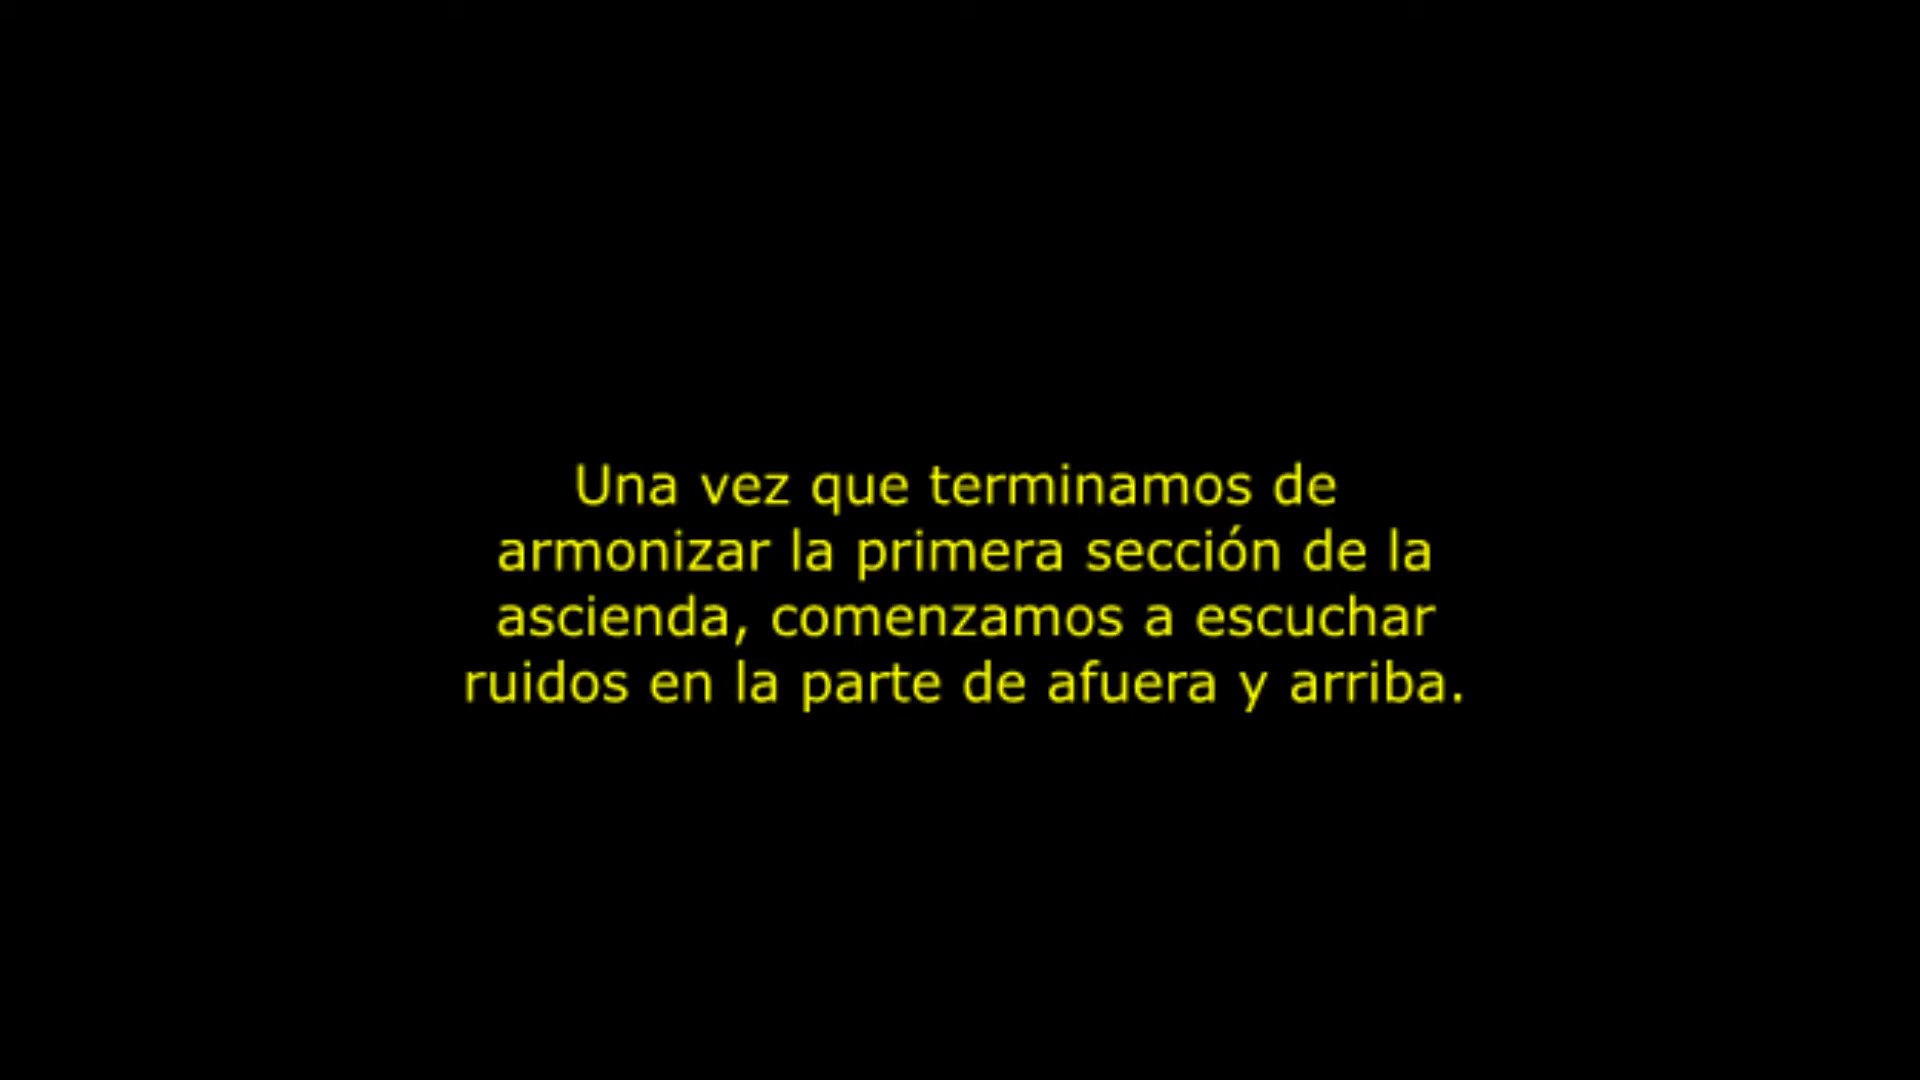 Una vez que terminamos de
armonizar la primera sección de la
ascienda, comenzamos a escuchar
ruidos en la parte de afuera y arriba.